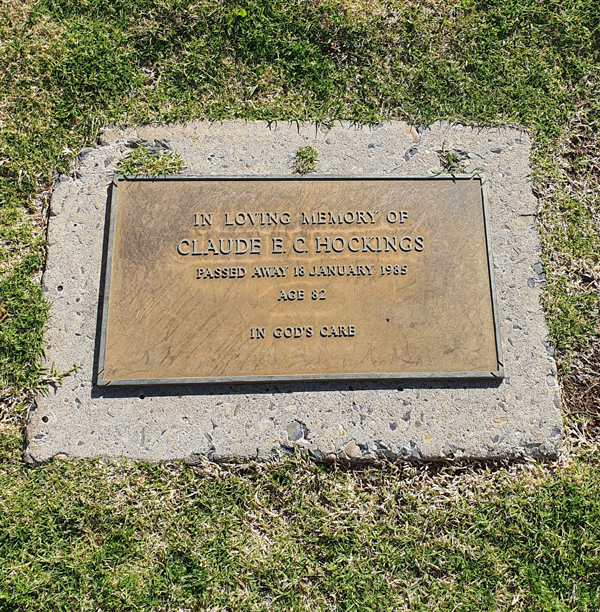 IN LOVING MEMORY OF
CLAUDE E. C. HOCKINGS
PASSED AWAY 18 JANUARY 1985
AGE 82
IN GOD'S CARE